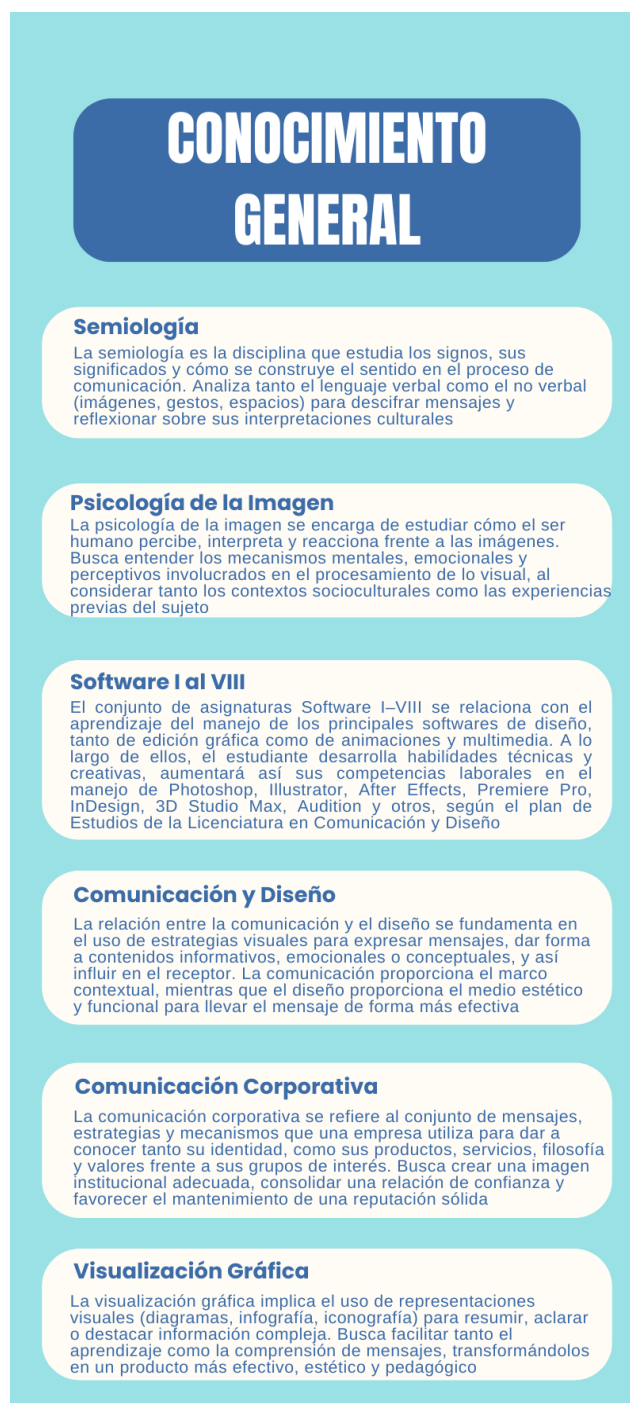 CONOCIMIENTO
GENERAL
Semiología
La semiología es la disciplina que estudia los signos, sus
significados y cómo se construye el sentido en el proceso de
comunicación. Analiza tanto el lenguaje verbal como el no verbal
(imágenes, gestos, espacios) para descifrar mensajes y
reflexionar sobre sus interpretaciones culturales
Psicología de la Imagen
La psicología de la imagen se encarga de estudiar cómo el ser
humano percibe, interpreta y reacciona frente a las imágenes.
Busca entender los mecanismos mentales, emocionales y
perceptivos involucrados en el procesamiento de lo visual, al
considerar tanto los contextos socioculturales como las experiencias
previas del sujeto
Software I al VIII
El conjunto de asignaturas Software I–VIII se relaciona con el
aprendizaje del manejo de los principales softwares de diseño,
tanto de edición gráfica como de animaciones y multimedia. A lo
largo de ellos, el estudiante desarrolla habilidades técnicas y
creativas, aumentará así sus competencias laborales en el
manejo de Photoshop, Illustrator, After Effects, Premiere Pro,
InDesign, 3D Studio Max, Audition y otros, según el plan de
Estudios de la Licenciatura en Comunicación y Diseño
Comunicación y Diseño
La relación entre la comunicación y el diseño se fundamenta en
el uso de estrategias visuales para expresar mensajes, dar forma
a contenidos informativos, emocionales o conceptuales, y así
influir en el receptor. La comunicación proporciona el marco
contextual, mientras que el diseño proporciona el medio estético
y funcional para llevar el mensaje de forma más efectiva
Comunicación Corporativa
La comunicación corporativa se refiere al conjunto de mensajes,
estrategias y mecanismos que una empresa utiliza para dar a
conocer tanto su identidad, como sus productos, servicios, filosofía
y valores frente a sus grupos de interés. Busca crear una imagen
institucional adecuada, consolidar una relación de confianza y
favorecer el mantenimiento de una reputación sólida
Visualización Gráfica
La visualización gráfica implica el uso de representaciones
visuales (diagramas, infografía, iconografía) para resumir, aclarar
o destacar información compleja. Busca facilitar tanto el
aprendizaje como la comprensión de mensajes, transformándolos
en un producto más efectivo, estético y pedagógico